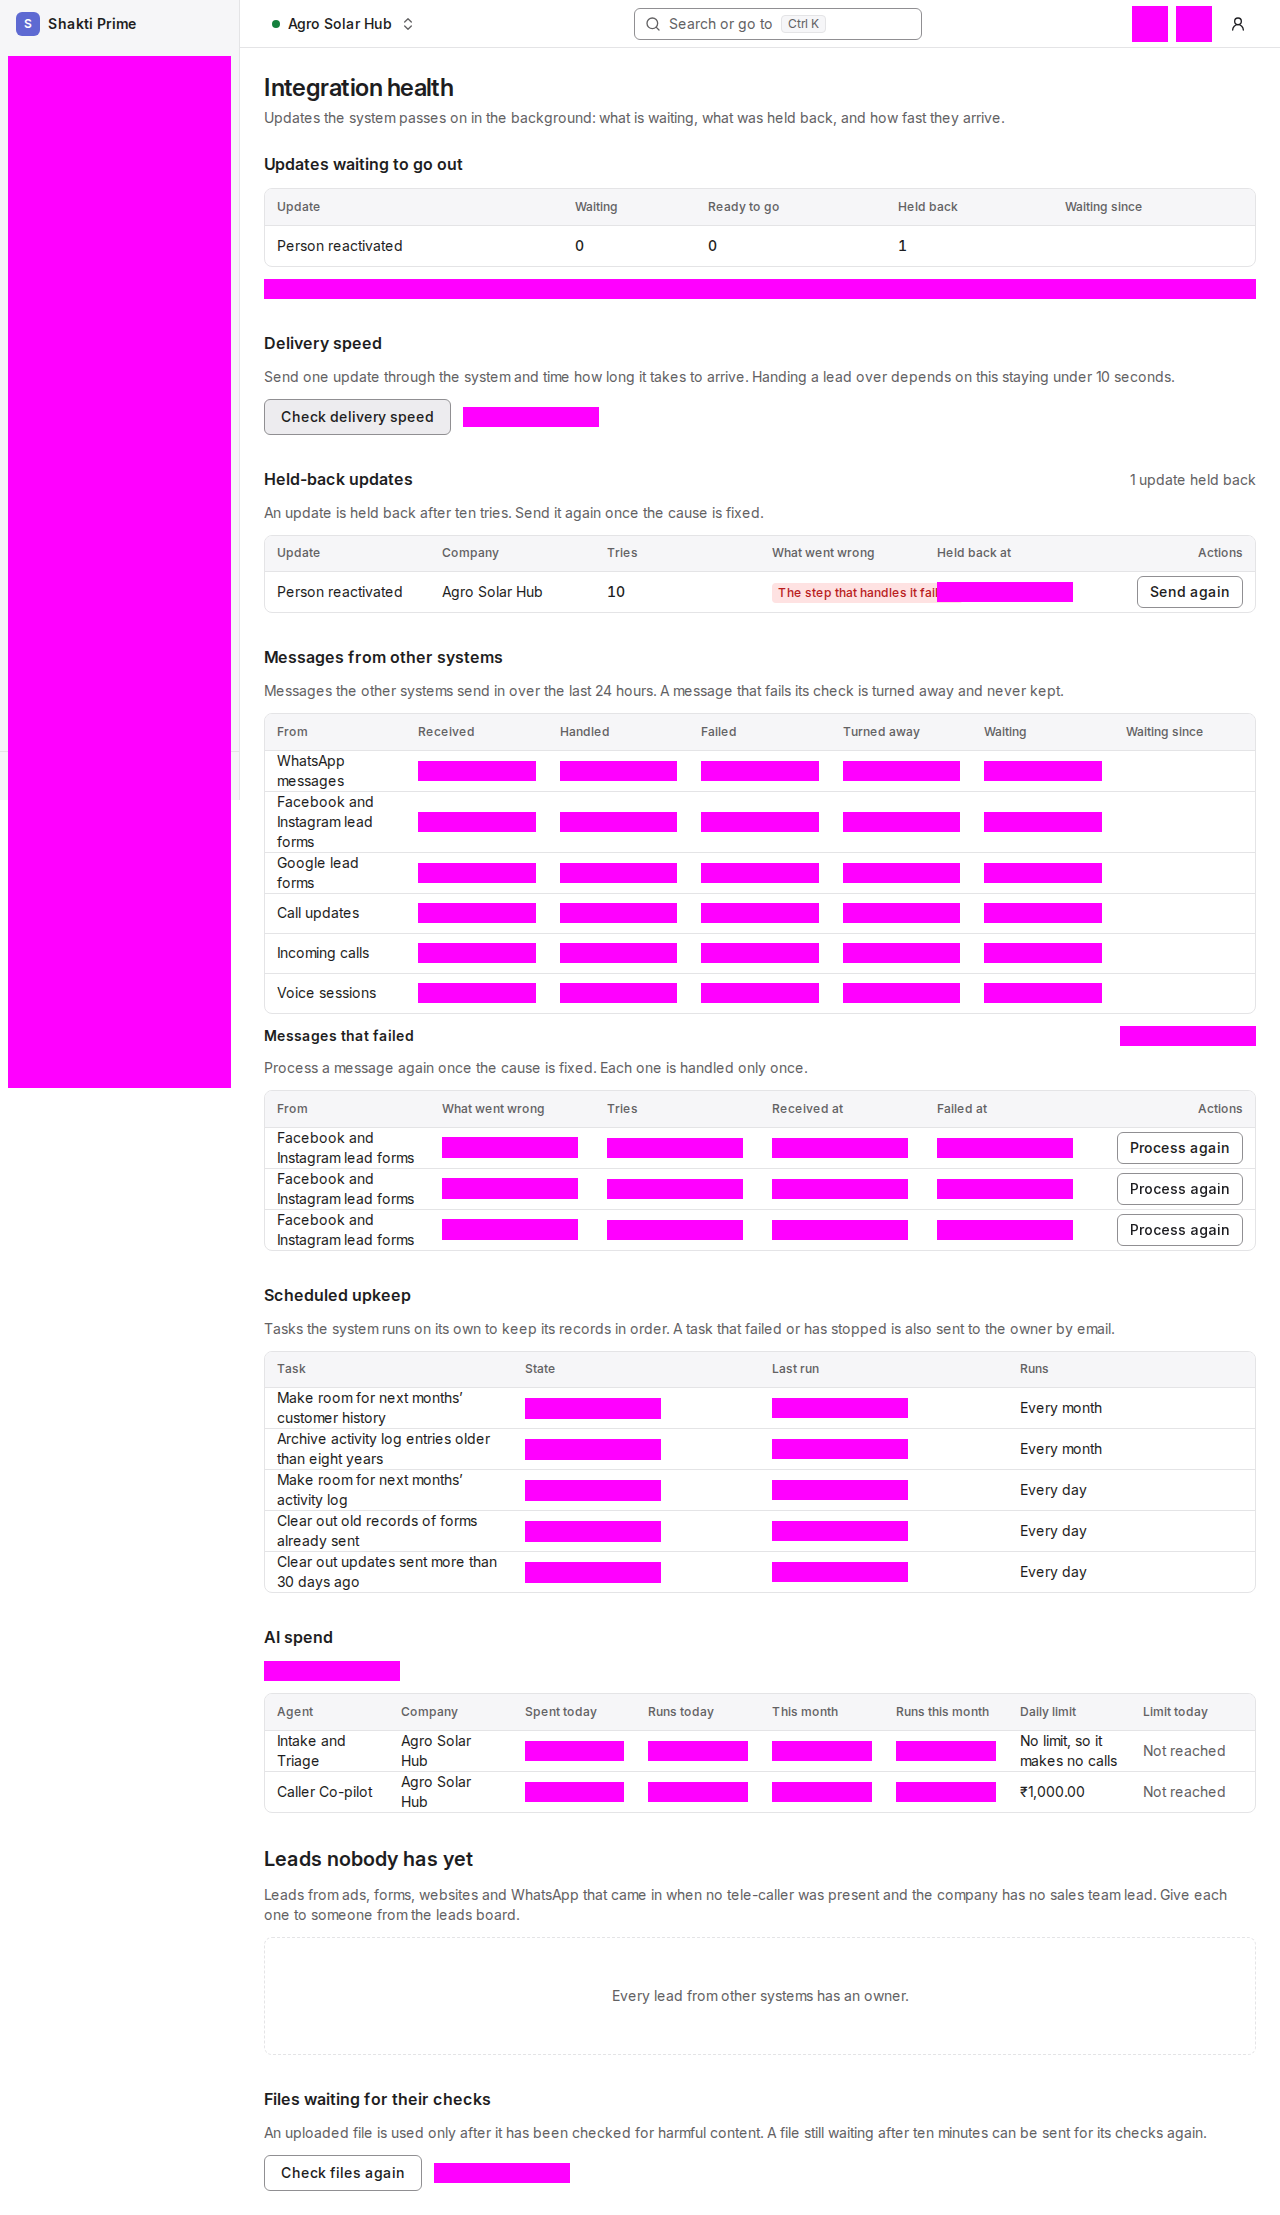 S Shakti Prime
Agro Solar Hub
Search or go to Ctrl K
Integration health
Updates the system passes on in the background: what is waiting, what was held back, and how fast they arrive.
Updates waiting to go out
Update Waiting Ready to go Held back Waiting since
Person reactivated 0 0 1
Delivery speed
Send one update through the system and time how long it takes to arrive. Handing a lead over depends on this staying under 10 seconds.
Check delivery speed
Held-back updates 1 update held back
An update is held back after ten tries. Send it again once the cause is fixed.
Update Company Tries What went wrong Held back at Actions
Person reactivated Agro Solar Hub 10 The step that handles it Send again
Messages from other systems
Messages the other systems send in over the last 24 hours. A message that fails its check is turned away and never kept.
From Received Handled Failed Turned away Waiting Waiting since
WhatsApp
messages
Facebook and
Instagram lead
forms
Google lead
forms
Call updates
Incoming calls
Voice sessions
Messages that failed
Process a message again once the cause is fixed. Each one is handled only once.
From What went wrong Tries Received at Failed at Actions
Facebook and
Instagram lead forms Process again
Facebook and
Instagram lead forms Process again
Facebook and
Instagram lead forms Process again
Scheduled upkeep
Tasks the system runs on its own to keep its records in order. A task that failed or has stopped is also sent to the owner by email.
Task State Last run Runs
Make room for next months’
customer history Every month
Archive activity log entries older
than eight years Every month
Make room for next months’
activity log Every day
Clear out old records of forms
already sent Every day
Clear out updates sent more than
30 days ago Every day
AI spend
Agent Company Spent today Runs today This month Runs this month Daily limit Limit today
Intake and Agro Solar No limit, so it
Triage Hub makes no calls Not reached
Caller Co-pilot Agro Solar ₹1,000.00 Not reached
Hub
Leads nobody has yet
Leads from ads, forms, websites and WhatsApp that came in when no tele-caller was present and the company has no sales team lead. Give each
one to someone from the leads board.
Every lead from other systems has an owner.
Files waiting for their checks
An uploaded file is used only after it has been checked for harmful content. A file still waiting after ten minutes can be sent for its checks again.
Check files again